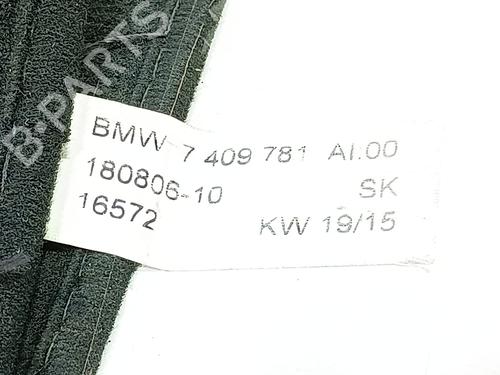 B-PARTS
BMW 7 409 781 AI.00
180806-10 SK
16572 KW 19/15